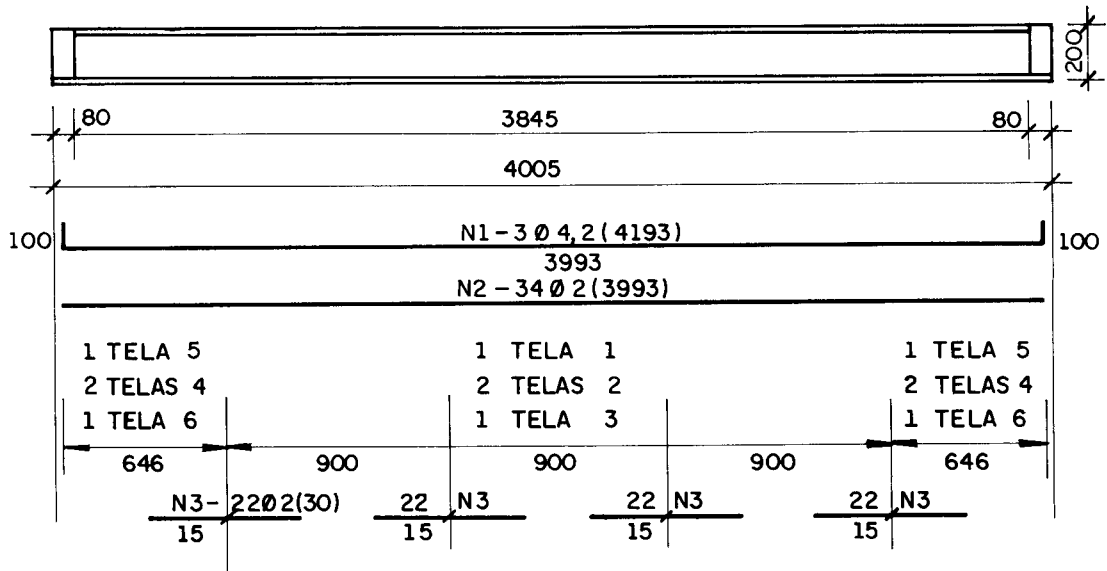 200
80 3845 80
4005
100 N1-3 Ø 4,2 (4193) 100
3993
N2-34 Ø 2 (3993)
1 TELA 5 1 TELA 1 1 TELA 5
2 TELAS 4 2 TELAS 2 2 TELAS 4
1 TELA 6 1 TELA 3 1 TELA 6
646 900 900 900 646
N3-22Ø2(30) 22 N3 22 N3 22 N3
15 15 15 15